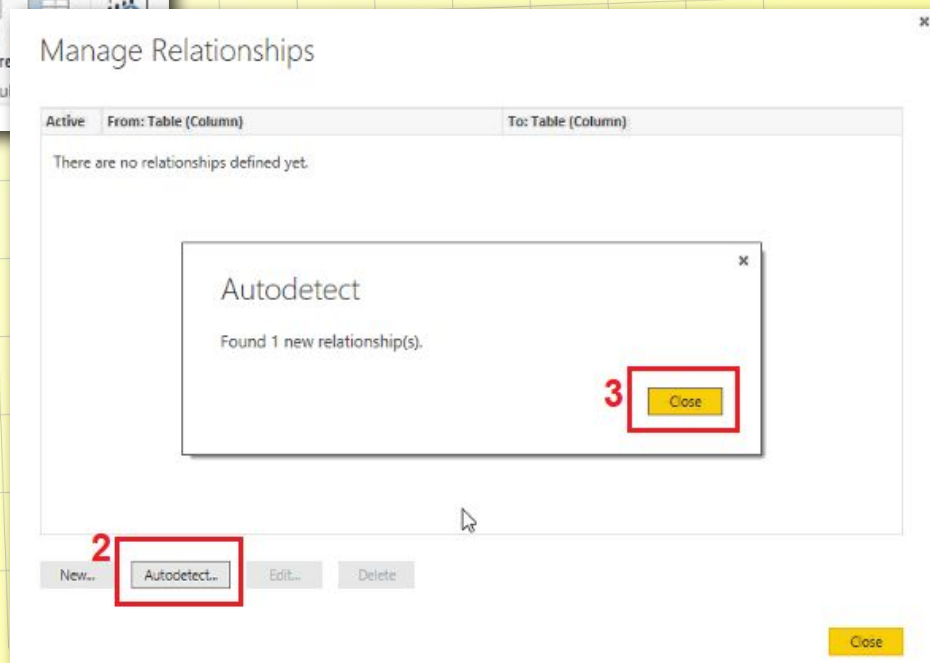 Manage Relationships
Active From: Table (Column) To: Table (Column)
There are no relationships defined yet.
Autodetect
Found 1 new relationship(s).
3 Close
2
New... Autodetect... Edit... Delete
Close